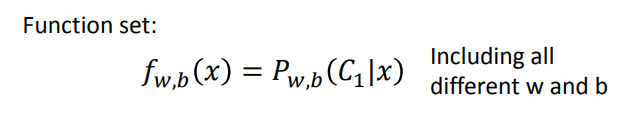 Function set:
f_{w,b}(x) = P_{w,b}(C_1|x)
Including all
different w and b